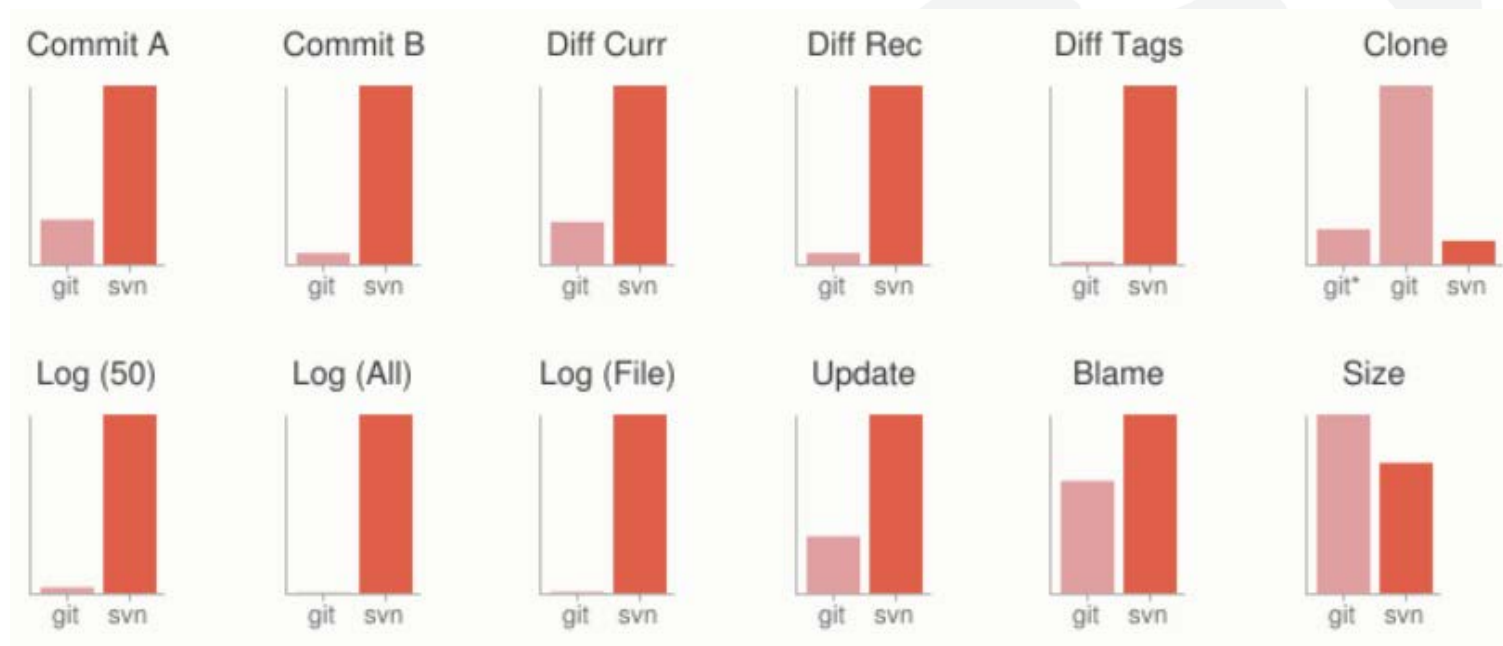 Commit A Commit B Diff Curr Diff Rec Diff Tags Clone
git svn git svn git svn git svn git svn git* git svn
Log (50) Log (All) Log (File) Update Blame Size
git svn git svn git svn git svn git svn git svn